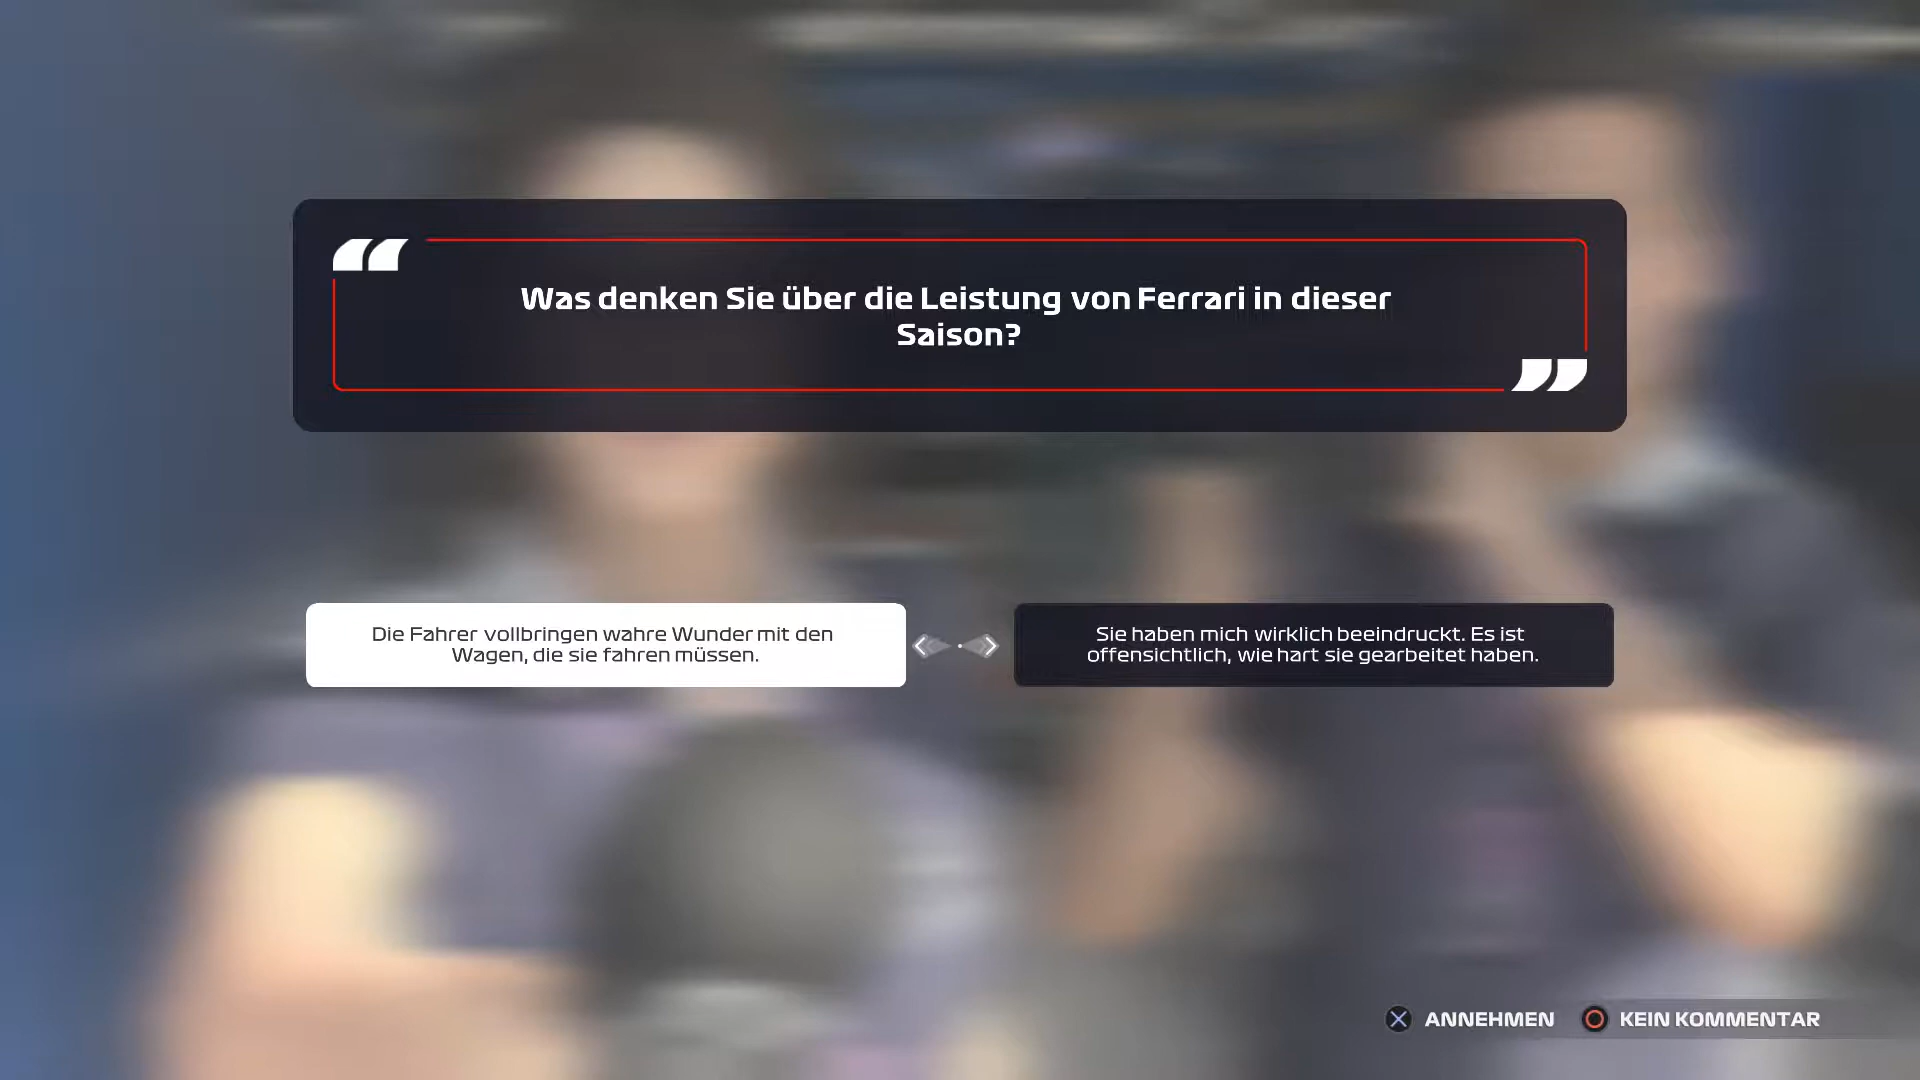 Was denken Sie über die Leistung von Ferrari in dieser
Saison?
Die Fahrer vollbringen wahre Wunder mit den
Wagen, die sie fahren müssen.
Sie haben mich wirklich beeindruckt. Es ist
offensichtlich, wie hart sie gearbeitet haben.
ANNEHMEN
KEIN KOMMENTAR